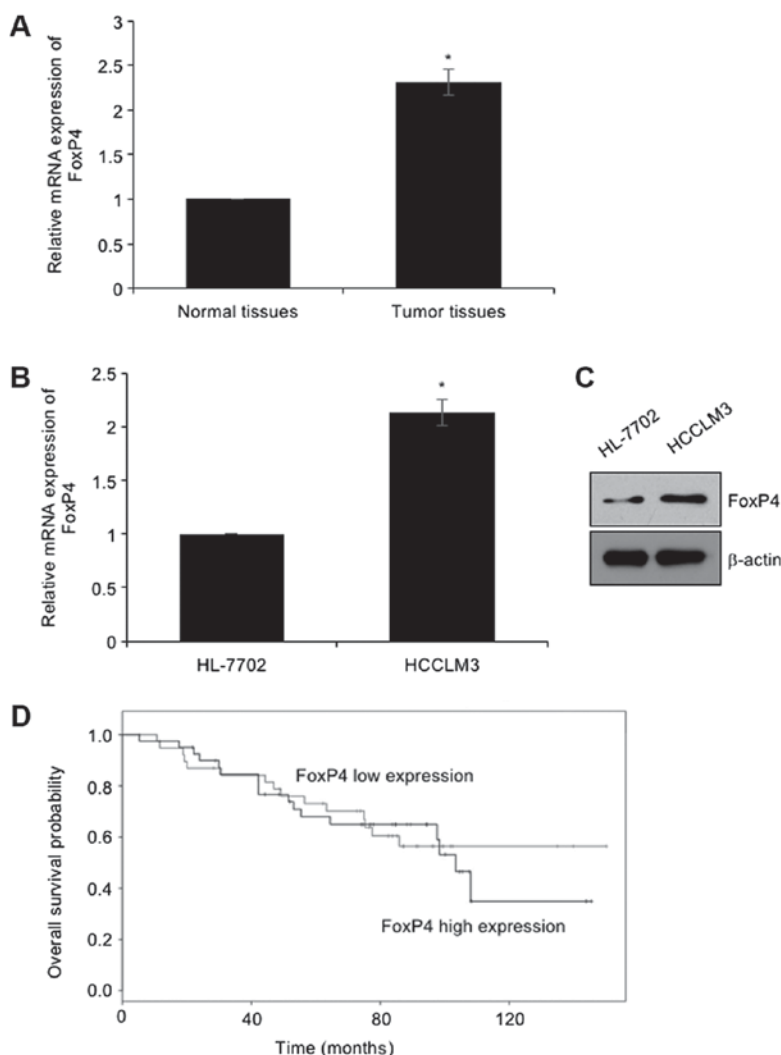 A
Relative mRNA expression of
FoxP4
3
2.5
2
1.5
1
0.5
0
*
Normal tissues
Tumor tissues
B
Relative mRNA expression of
FoxP4
2.5
2
1.5
1
0.5
0
*
HL-7702
HCCLM3
C
HL-7702
HCCLM3
FoxP4
β-actin
D
Overall survival probability
1.0
0.8
0.6
0.4
0.2
0.0
FoxP4 low expression
FoxP4 high expression
0
40
80
120
Time (months)